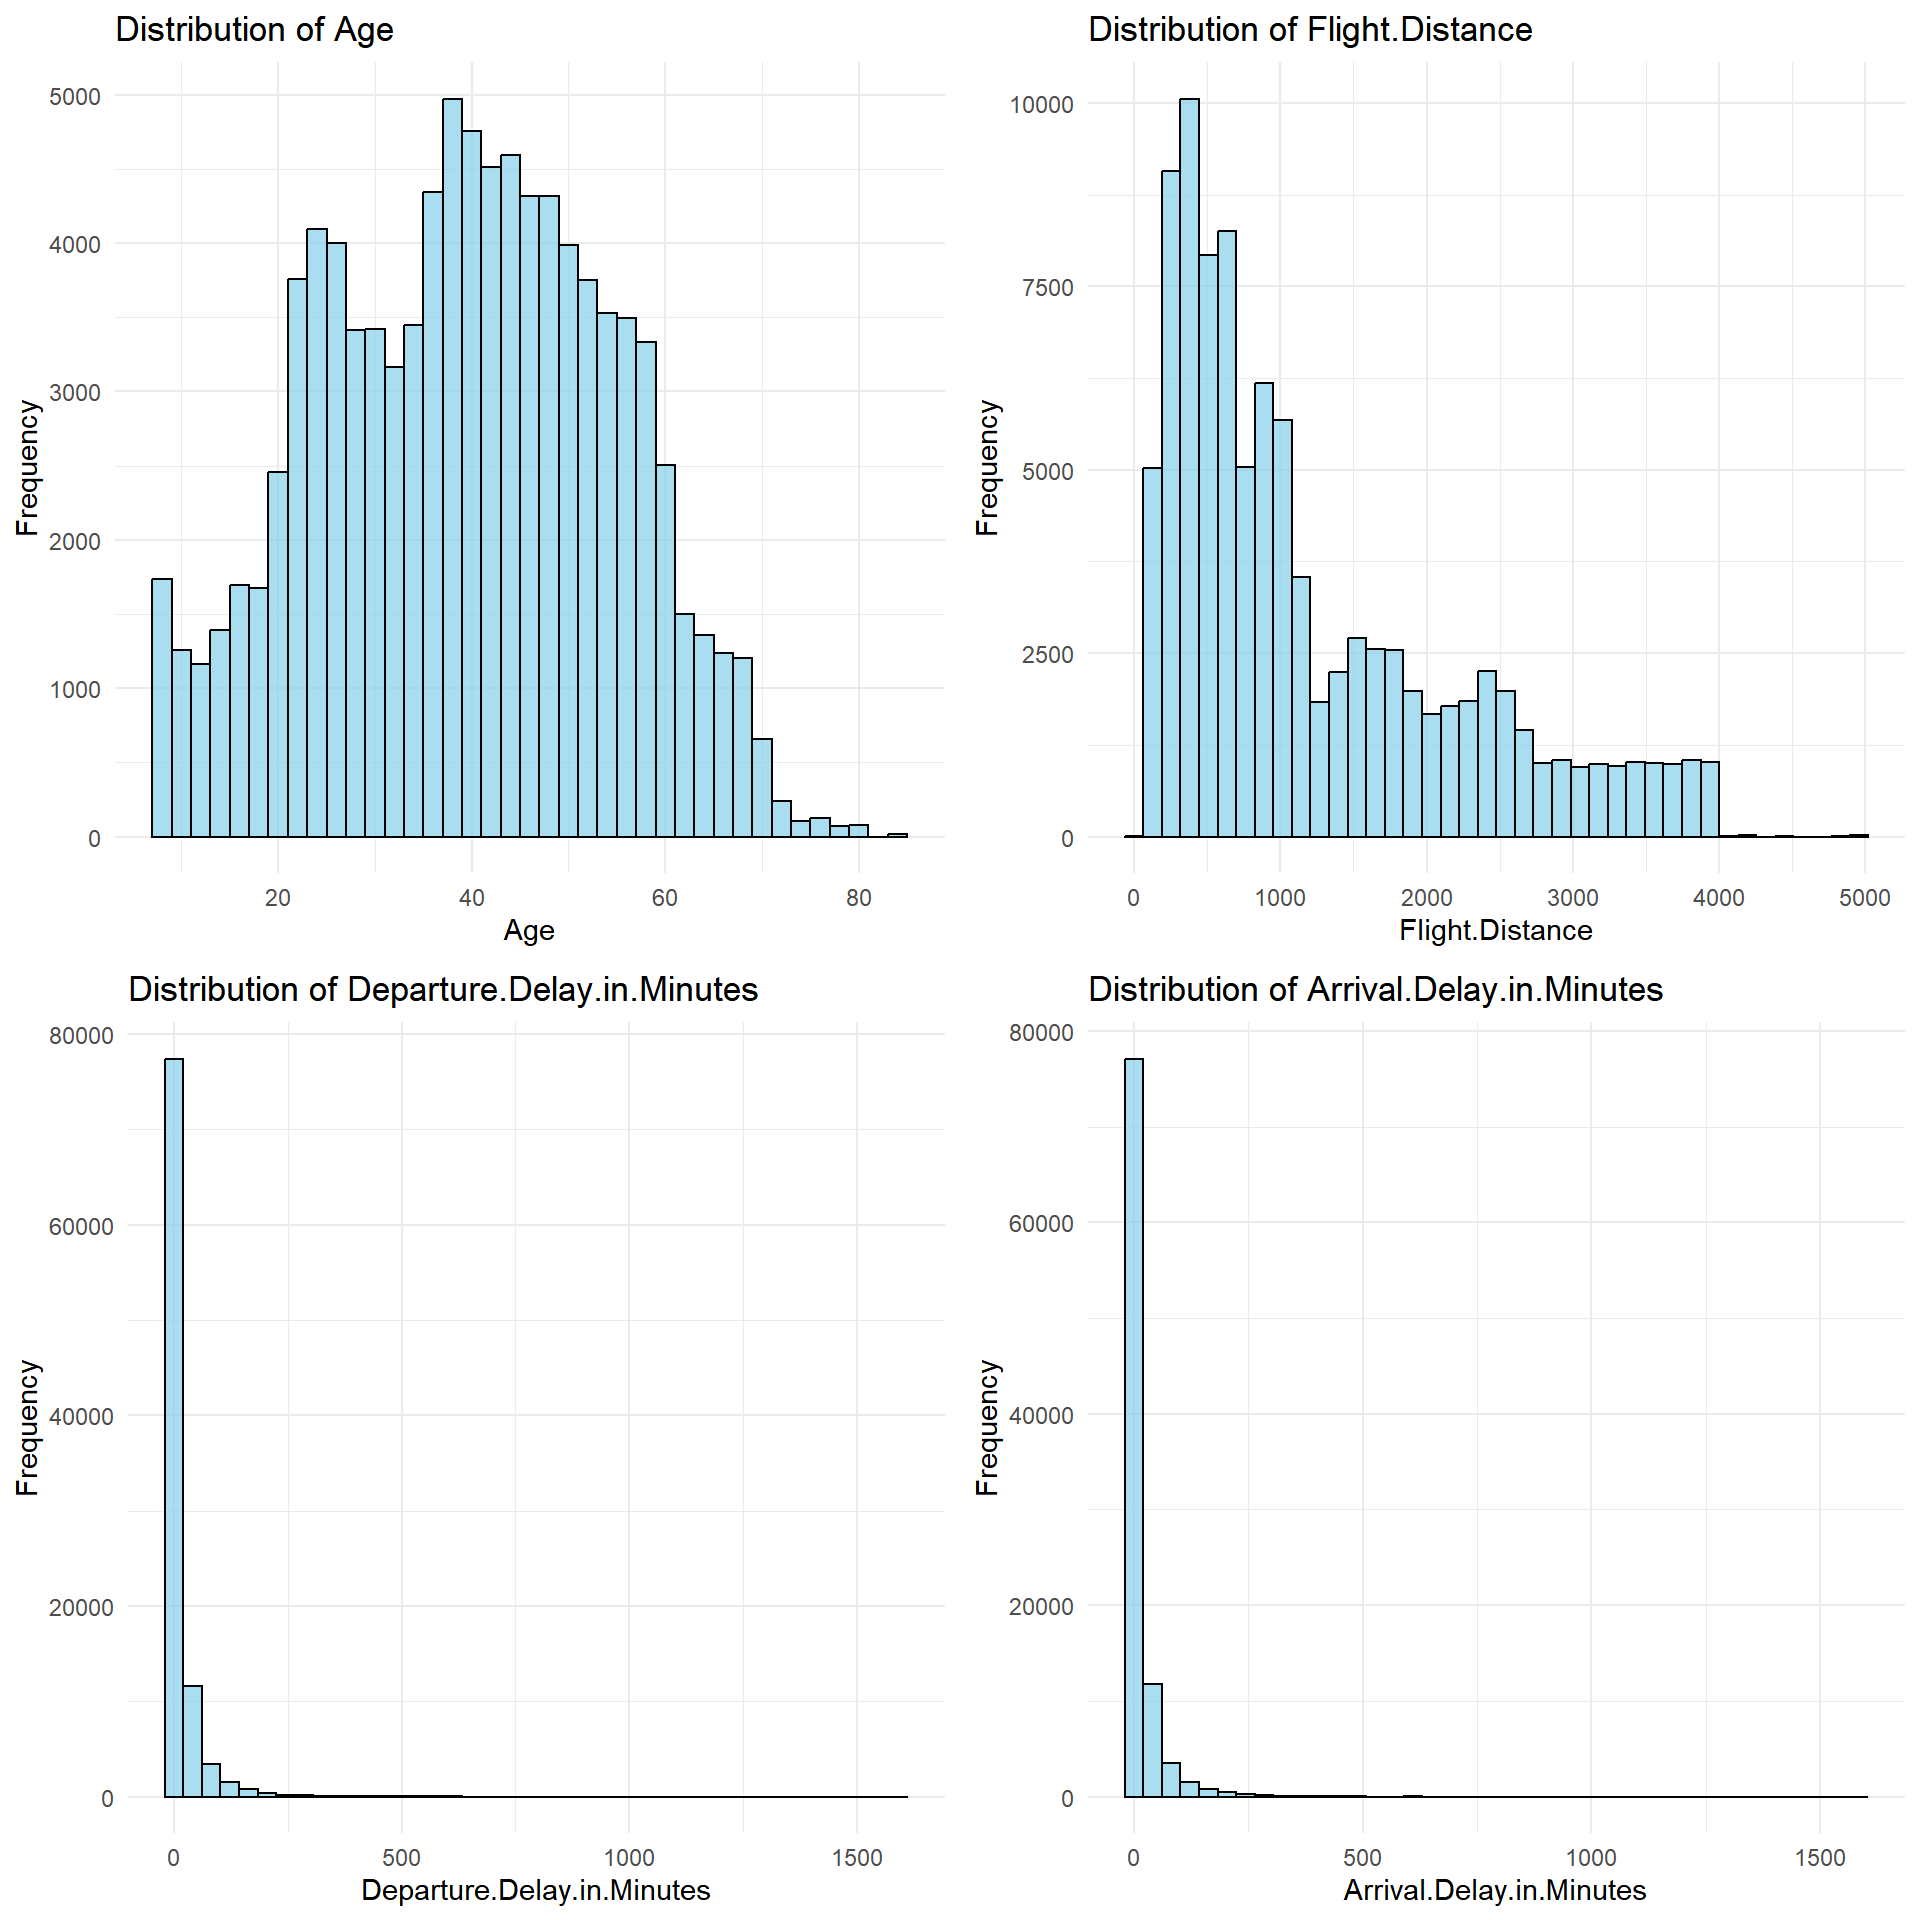 Distribution of Age
5000
4000
3000
2000
1000
0
Frequency
20 40 60 80
Age
Distribution of Flight.Distance
10000
7500
5000
2500
0
Frequency
0 1000 2000 3000 4000 5000
Flight.Distance
Distribution of Departure.Delay.in.Minutes
80000
60000
40000
20000
0
Frequency
0 500 1000 1500
Departure.Delay.in.Minutes
Distribution of Arrival.Delay.in.Minutes
80000
60000
40000
20000
0
Frequency
0 500 1000 1500
Arrival.Delay.in.Minutes